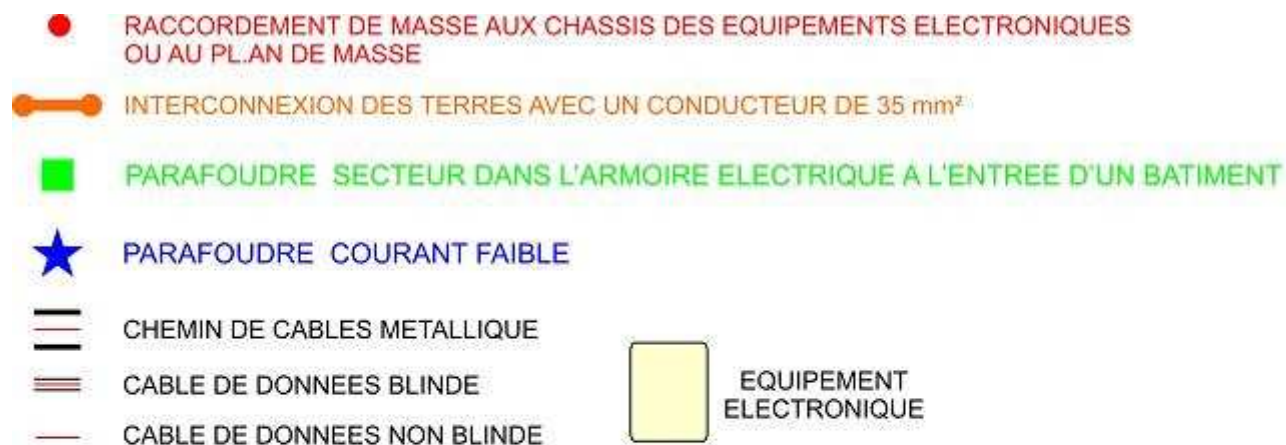 RACCORDEMENT DE MASSE AUX CHASSIS DES EQUIPEMENTS ELECTRONIQUES
OU AU PL.AN DE MASSE
INTERCONNEXION DES TERRES AVEC UN CONDUCTEUR DE 35 mm²
PARAFOUDRE SECTEUR DANS L'ARMOIRE ELECTRIQUE A L'ENTREE D'UN BATIMENT
PARAFOUDRE COURANT FAIBLE
CHEMIN DE CABLES METALLIQUE
CABLE DE DONNEES BLINDE
CABLE DE DONNEES NON BLINDE
EQUIPEMENT
ELECTRONIQUE